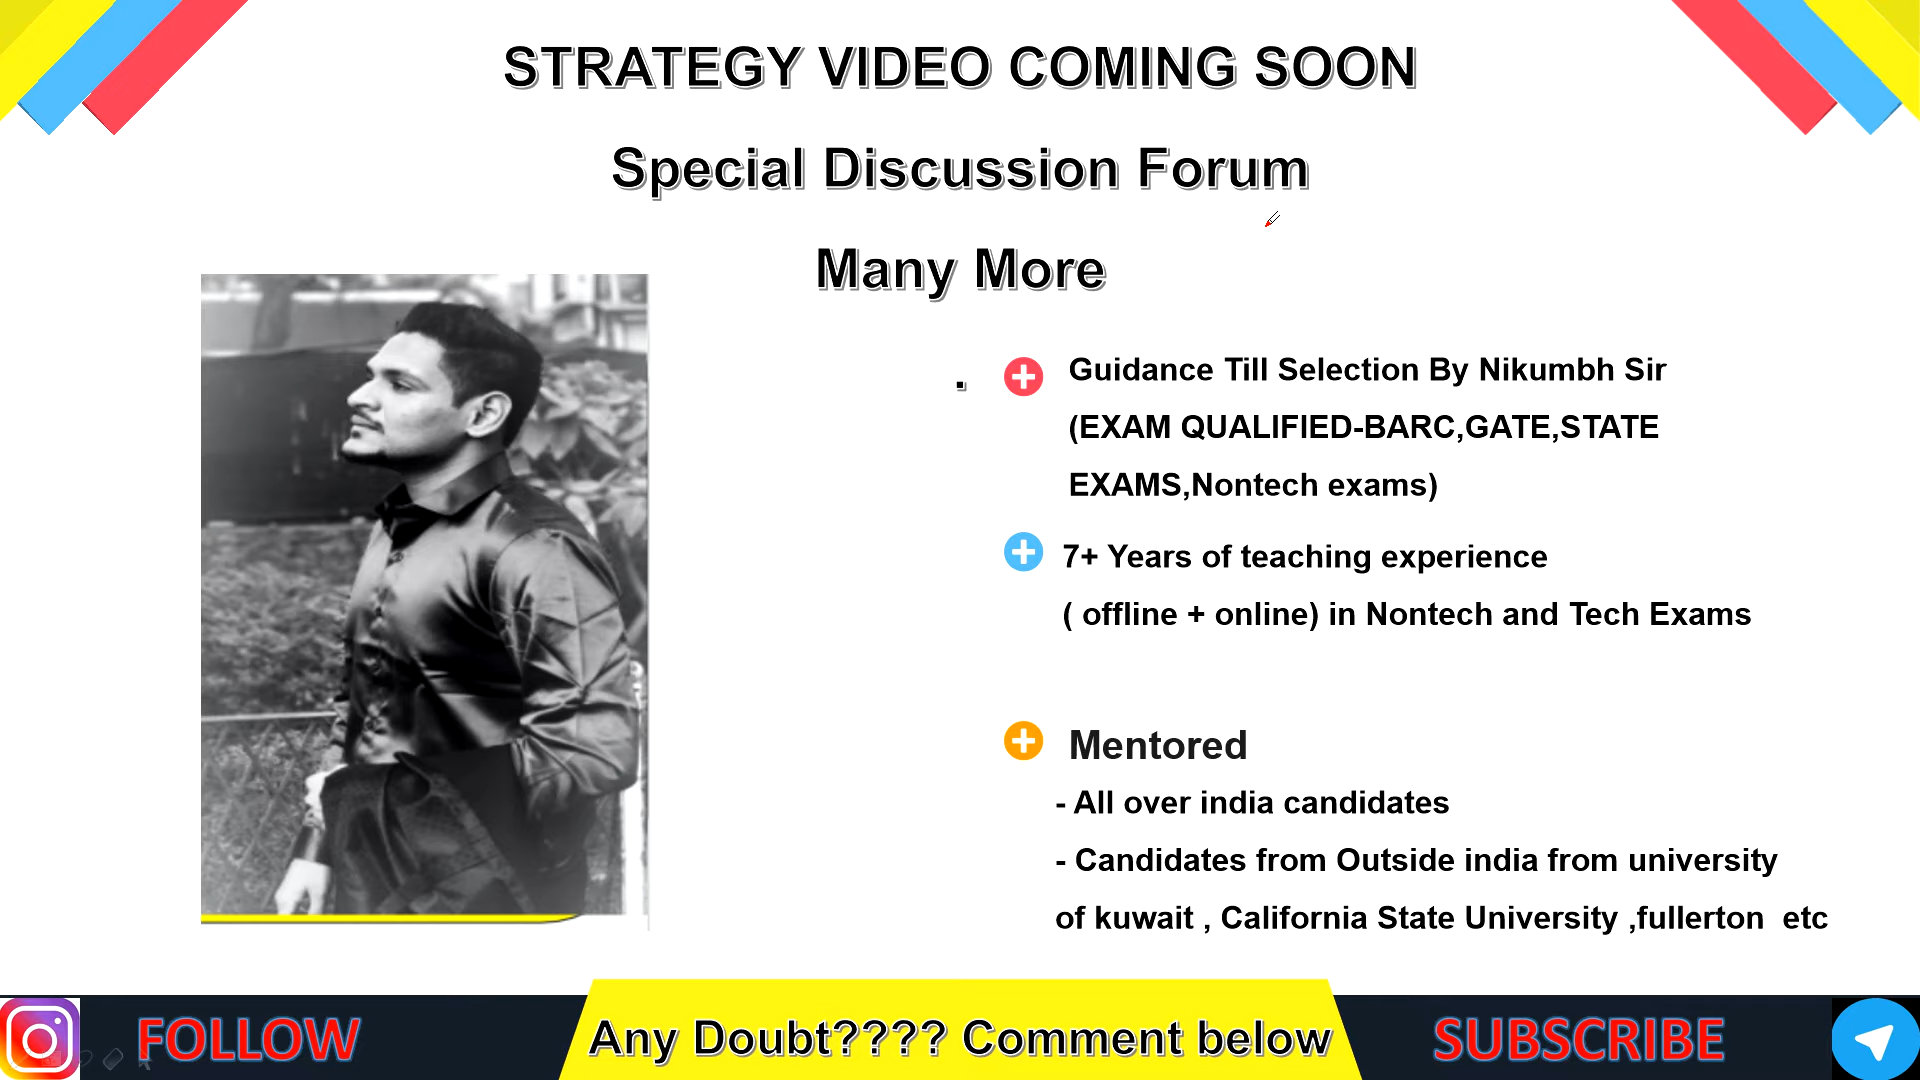 STRATEGY VIDEO COMING SOON
Special Discussion Forum
Many More
Guidance Till Selection By Nikumbh Sir
(EXAM QUALIFIED-BARC,GATE,STATE
EXAMS,Nontech exams)
7+ Years of teaching experience
( offline + online) in Nontech and Tech Exams
Mentored
- All over india candidates
- Candidates from Outside india from university
of kuwait , California State University ,fullerton etc
FOLLOW
Any Doubt???? Comment below
SUBSCRIBE